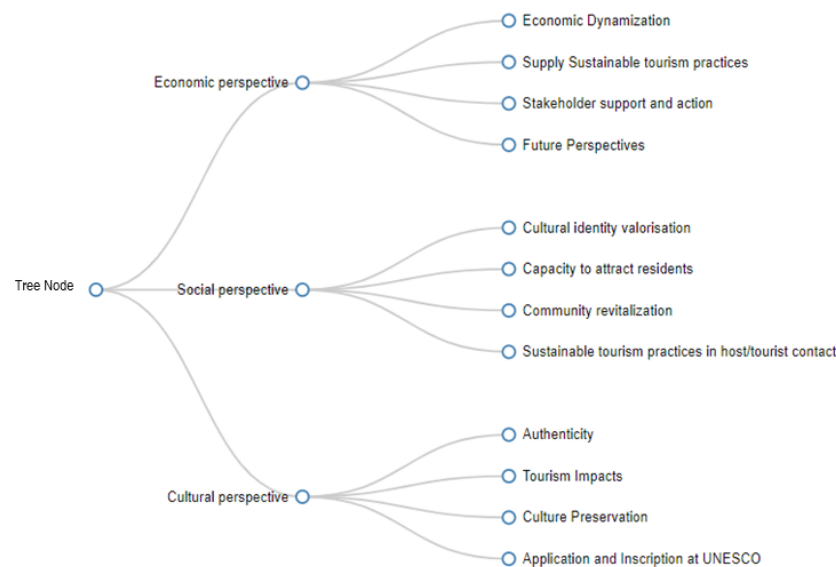 Economic Dynamization
Supply Sustainable tourism practices
Economic perspective
Stakeholder support and action
Future Perspectives
Cultural identity valorisation
Capacity to attract residents
Tree Node
Social perspective
Community revitalization
Sustainable tourism practices in host/tourist contact
Authenticity
Tourism Impacts
Cultural perspective
Culture Preservation
Application and Inscription at UNESCO